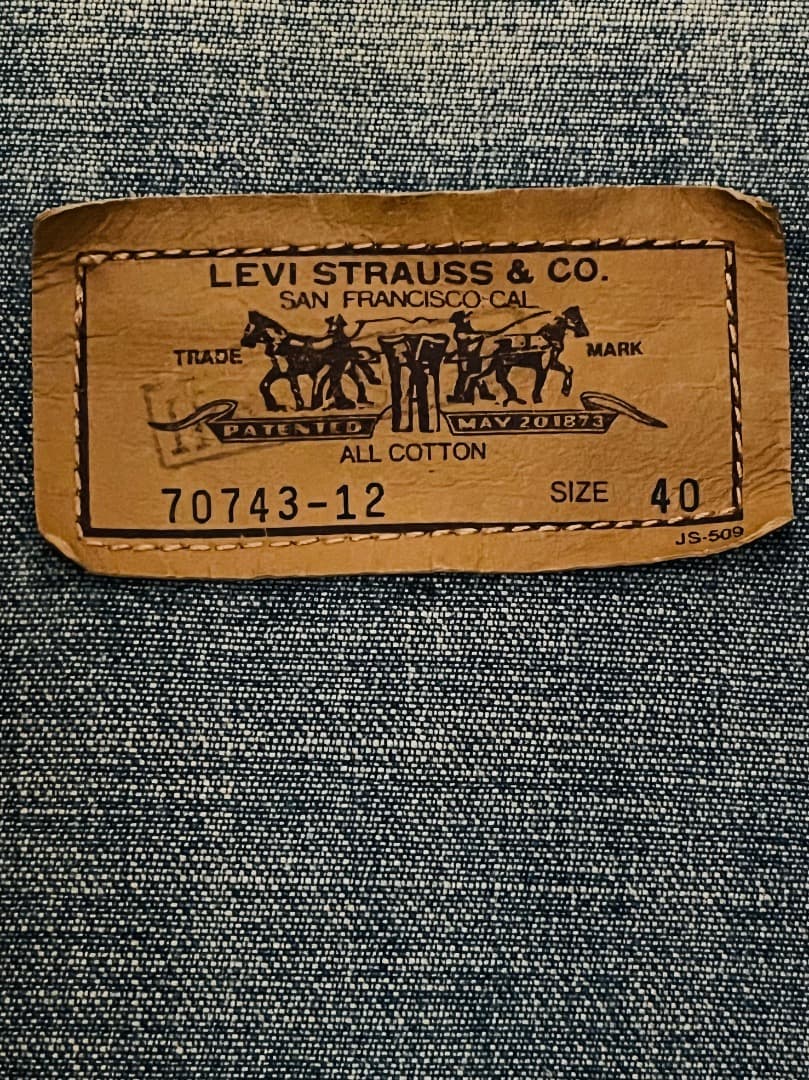 LEVI STRAUSS & CO.
SAN FRANCISCO-CAL
TRADE MARK
PATENTED MAY 20 1873
ALL COTTON
70743-12 SIZE 40
JS-509